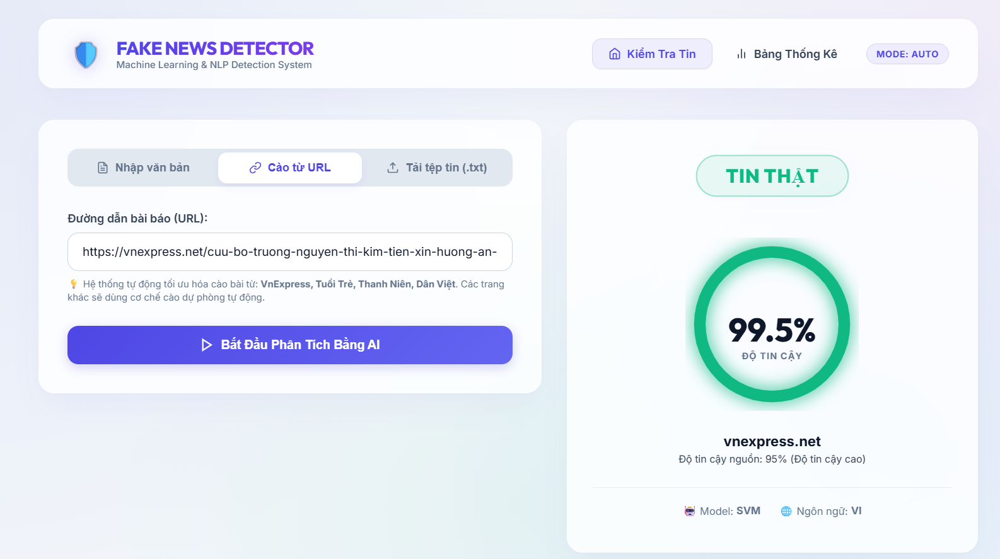 FAKE NEWS DETECTOR
Machine Learning & NLP Detection System
Kiểm Tra Tin
Bảng Thống Kê
MODE: AUTO
Nhập văn bản
Cào từ URL
Tải tệp tin (.txt)
Đường dẫn bài báo (URL):
https://vnexpress.net/cuu-bo-truong-nguyen-thi-kim-tien-xin-huong-an-
💡 Hệ thống tự động tối ưu hóa cào bài từ: VnExpress, Tuổi Trẻ, Thanh Niên, Dân Việt. Các trang
khác sẽ dùng cơ chế cào dự phòng tự động.
Bắt Đầu Phân Tích Bằng AI
TIN THẬT
99.5%
ĐỘ TIN CẬY
vnexpress.net
Độ tin cậy nguồn: 95% (Độ tin cậy cao)
🤖 Model: SVM
🌐 Ngôn ngữ: VI